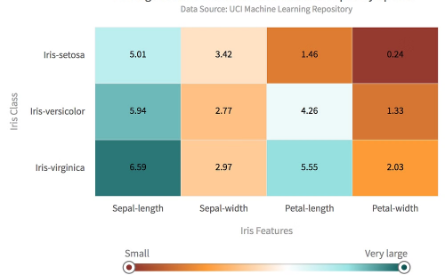 Data Source: UCI Machine Learning Repository
Iris Class
Iris-setosa 5.01 3.42 1.46 0.24
Iris-versicolor 5.94 2.77 4.26 1.33
Iris-virginica 6.59 2.97 5.55 2.03
Sepal-length Sepal-width Petal-length Petal-width
Iris Features
Small Very large